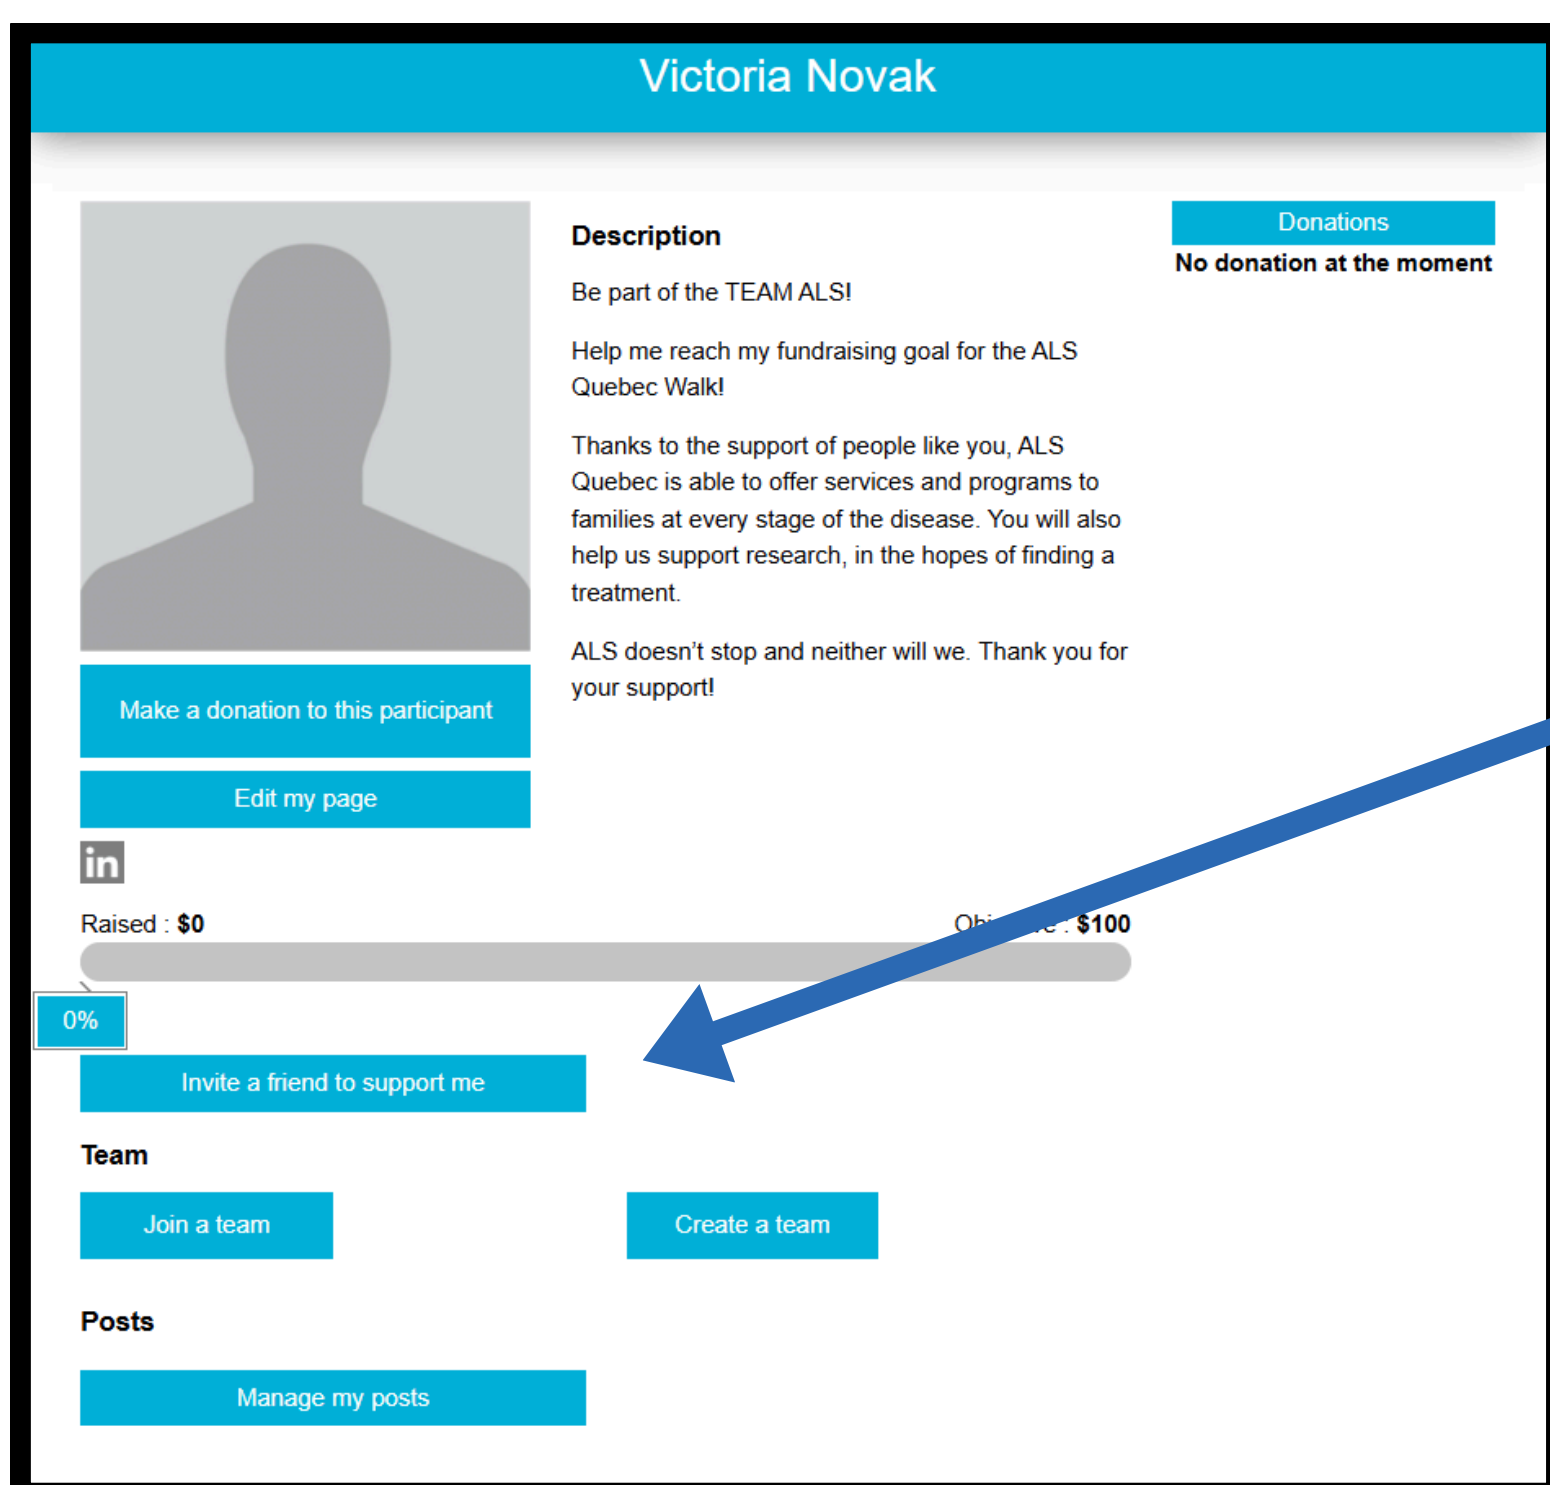 Victoria Novak
Description
Be part of the TEAM ALS!
Help me reach my fundraising goal for the ALS
Quebec Walk!
Thanks to the support of people like you, ALS
Quebec is able to offer services and programs to
families at every stage of the disease. You will also
help us support research, in the hopes of finding a
treatment.
ALS doesn’t stop and neither will we. Thank you for
your support!
Donations
No donation at the moment
Make a donation to this participant
Edit my page
in
Raised : $0
: $100
0%
Invite a friend to support me
Team
Join a team
Create a team
Posts
Manage my posts